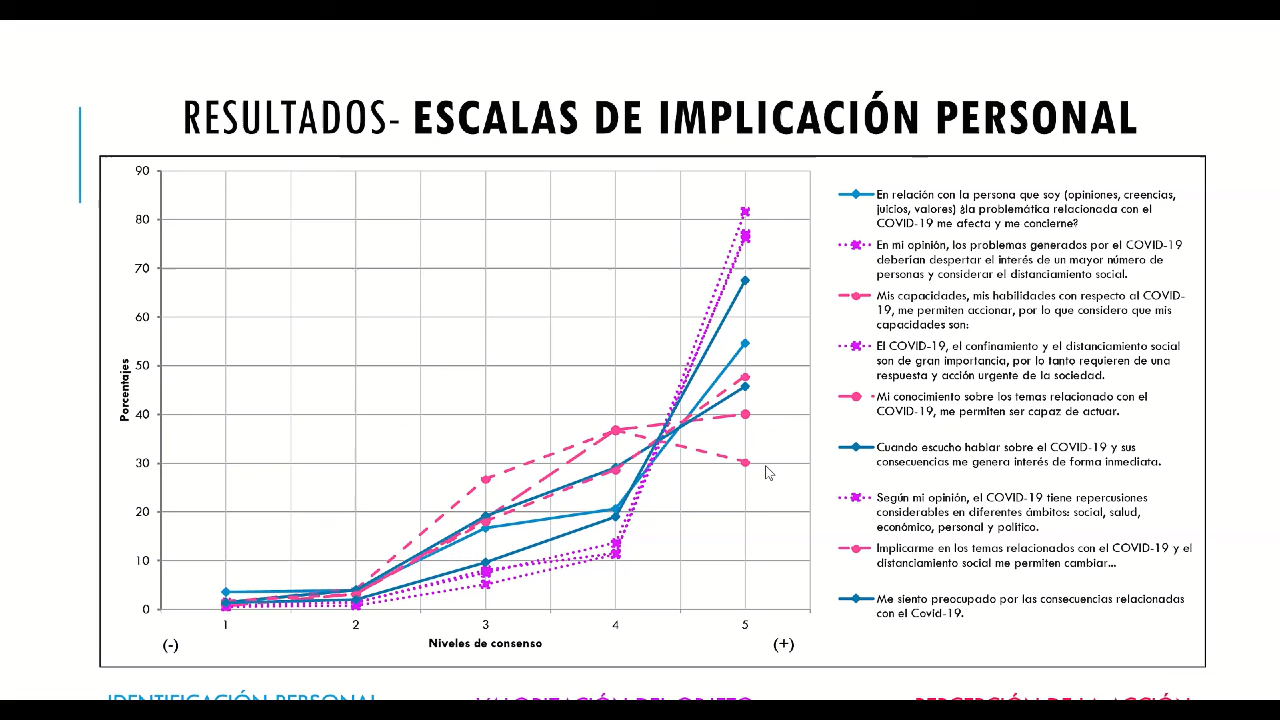 RESULTADOS- ESCALAS DE IMPLICACIÓN PERSONAL
90
80
70
60
50
40
30
20
10
0
Porcentajes
1
2
3
4
5
(-)
Niveles de consenso
(+)
En relación con la persona que soy (opiniones, creencias,
juicios, valores) ¿la problemática relacionada con el
COVID-19 me afecta y me concierne?
En mi opinión, los problemas generados por el COVID-19
deberían despertar el interés de un mayor número de
personas y considerar el distanciamiento social.
Mis capacidades, mis habilidades con respecto al COVID-
19, me permiten accionar, por lo que considero que mis
capacidades son:
El COVID-19, el confinamiento y el distanciamiento social
son de gran importancia, por lo tanto requieren de una
respuesta y acción urgente de la sociedad.
Mi conocimiento sobre los temas relacionado con el
COVID-19, me permiten ser capaz de actuar.
Cuando escucho hablar sobre el COVID-19 y sus
consecuencias me genera interés de forma inmediata.
Según mi opinión, el COVID-19 tiene repercusiones
considerables en diferentes ámbitos: social, salud,
económico, personal y político.
Implicarme en los temas relacionados con el COVID-19 y el
distanciamiento social me permiten cambiar...
Me siento preocupado por las consecuencias relacionadas
con el Covid-19.
IDENTIFICACIÓN PERSONAL
VALORIZACIÓN DEL OBJETO
PERCEPCIÓN DE LA ACCIÓN